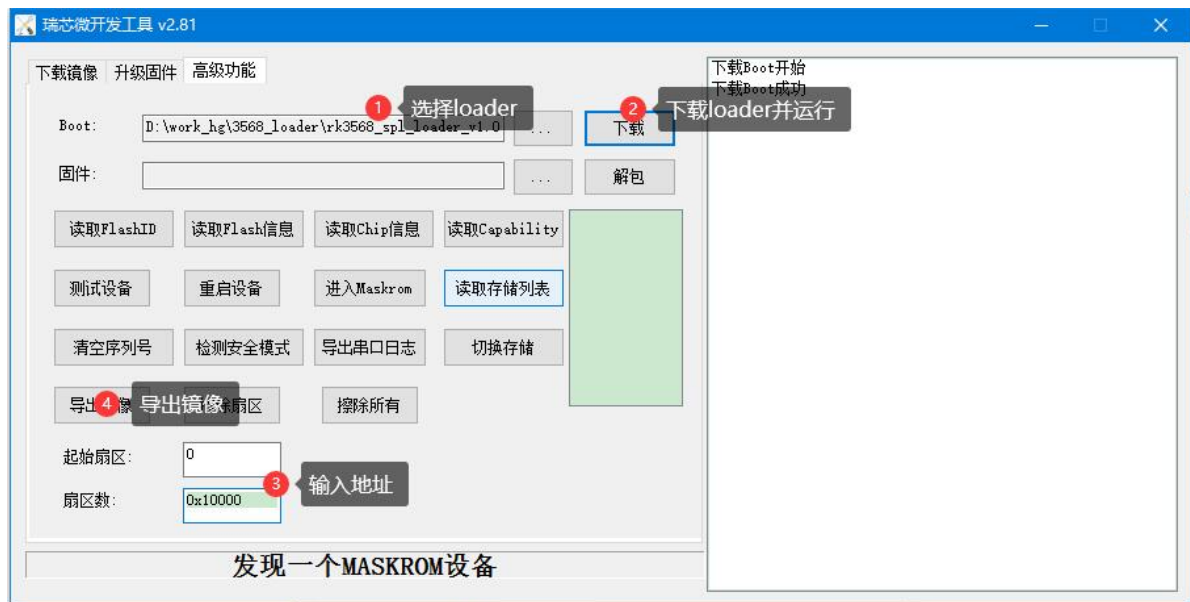 瑞芯微开发工具 v2.81
下载镜像 升级固件 高级功能
下载Boot开始
下载Boot成功
1 选择loader
2 下载loader并运行
Boot: D:\work_hg\3568_loader\rk3568_spl_loader_v1.0 ... 下载
固件: ... 解包
读取FlashID 读取Flash信息 读取Chip信息 读取Capability
测试设备 重启设备 进入Maskrom 读取存储列表
清空序列号 检测安全模式 导出串口日志 切换存储
4 导出镜像
扇区 擦除所有
起始扇区: 0
3 输入地址
扇区数: 0x10000
发现一个MASKROM设备